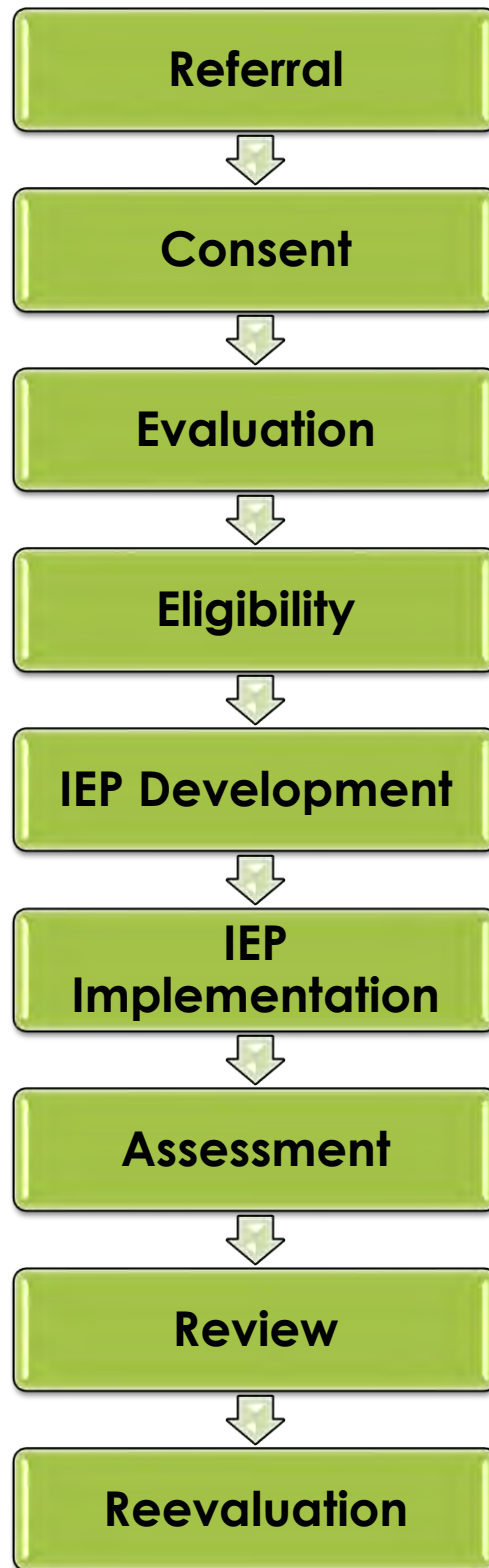 Referral
Consent
Evaluation
Eligibility
IEP Development
IEP
Implementation
Assessment
Review
Reevaluation